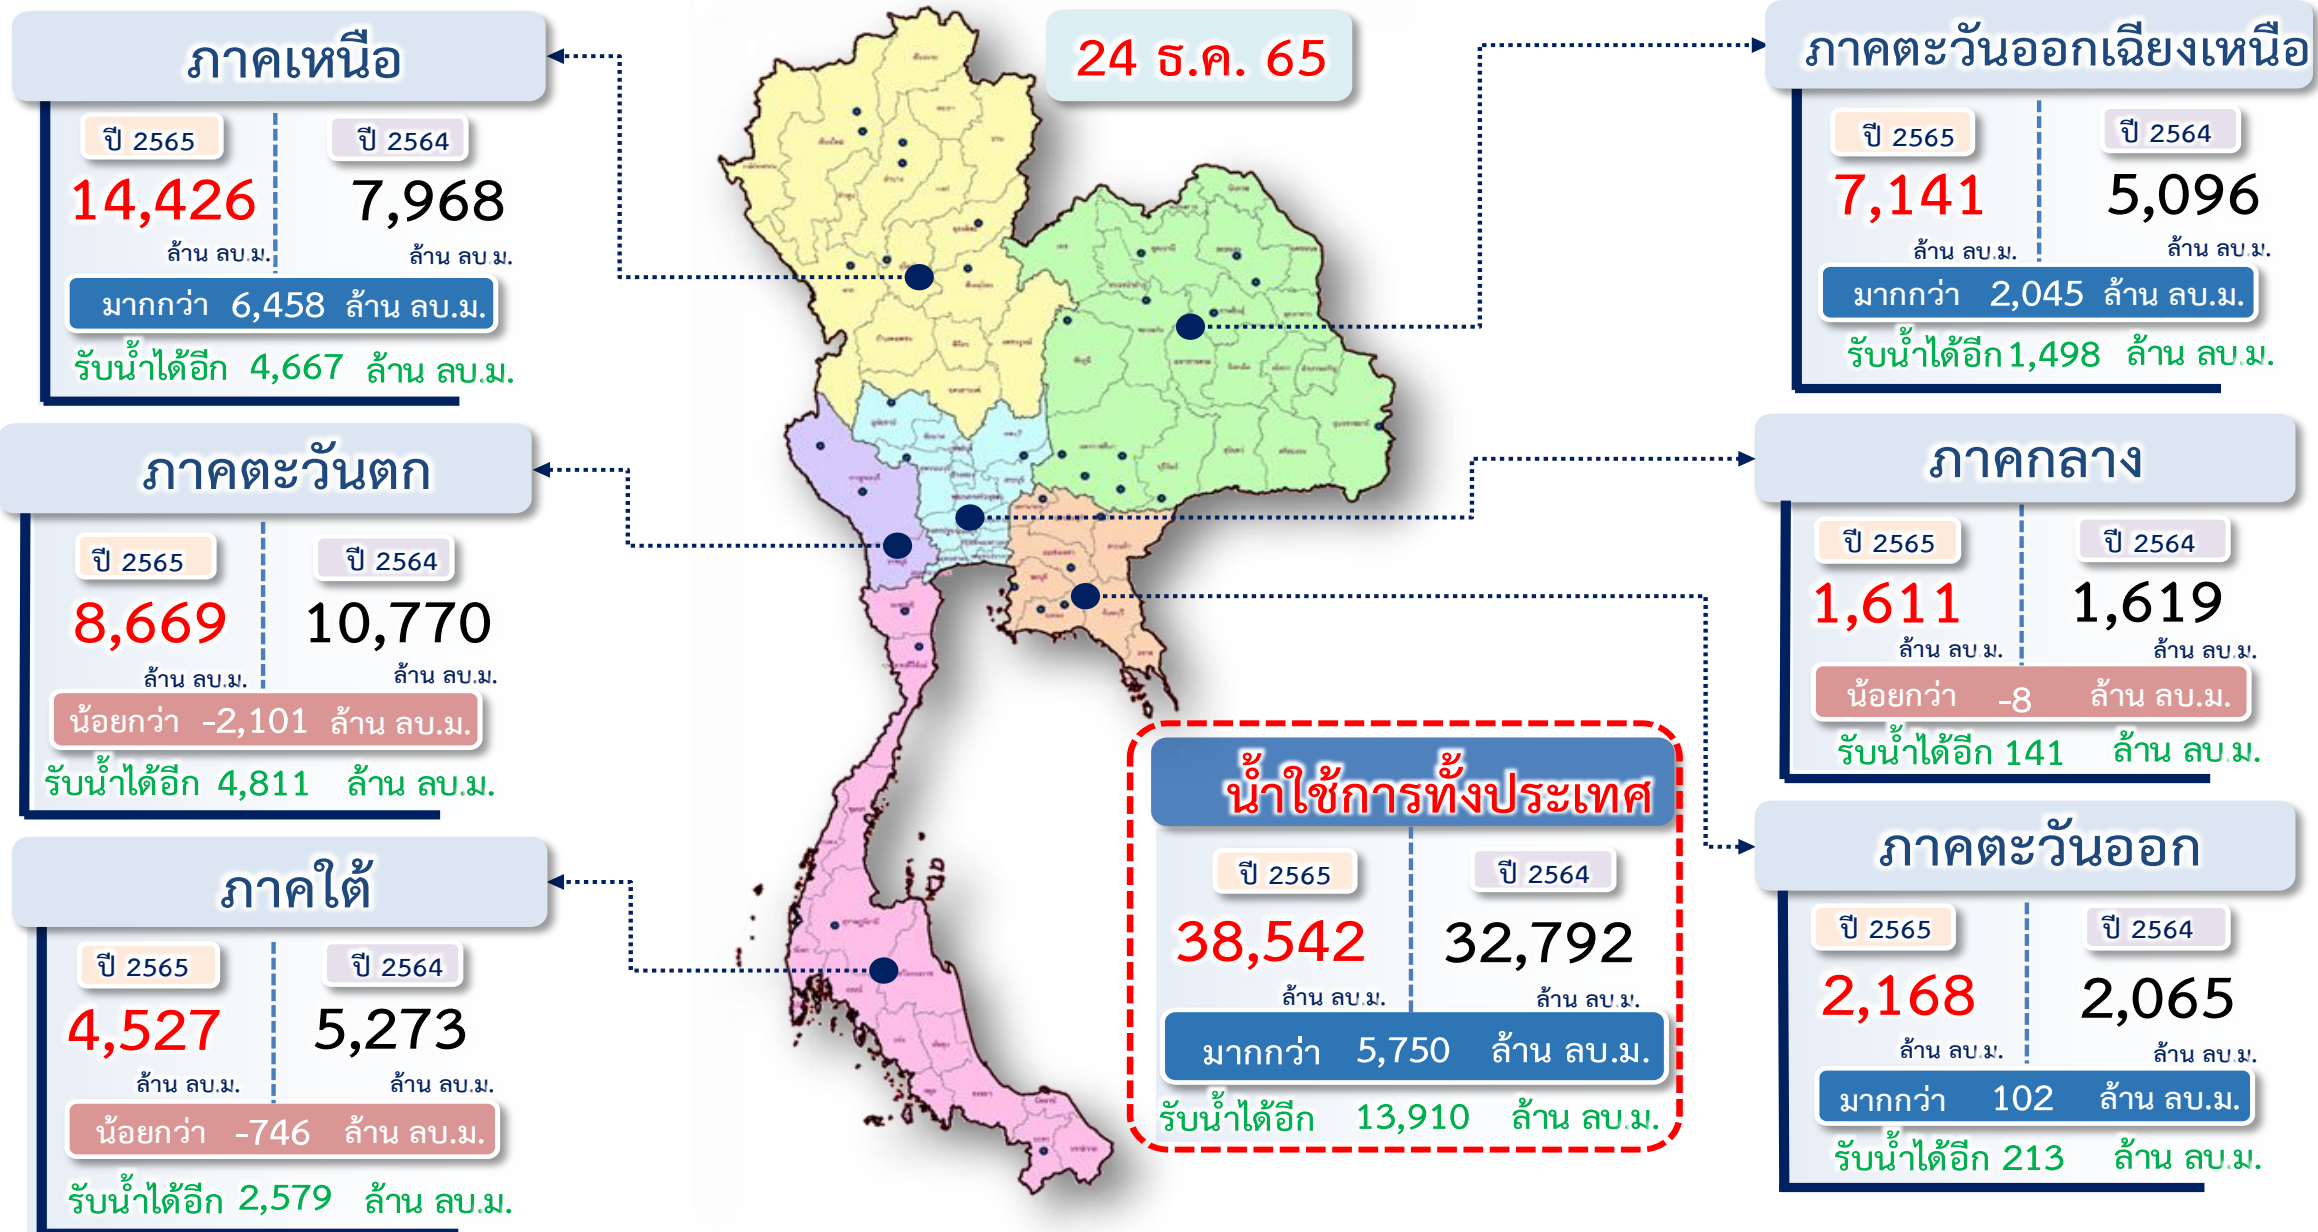 24 ธ.ค. 65
ภาคเหนือ
ปี 2565 ปี 2564
14,426 7,968
ล้าน ลบ.ม. ล้าน ลบ.ม.
มากกว่า 6,458 ล้าน ลบ.ม.
รับน้ำได้อีก 4,667 ล้าน ลบ.ม.
ภาคตะวันตก
ปี 2565 ปี 2564
8,669 10,770
ล้าน ลบ.ม. ล้าน ลบ.ม.
น้อยกว่า -2,101 ล้าน ลบ.ม.
รับน้ำได้อีก 4,811 ล้าน ลบ.ม.
ภาคใต้
ปี 2565 ปี 2564
4,527 5,273
ล้าน ลบ.ม. ล้าน ลบ.ม.
น้อยกว่า -746 ล้าน ลบ.ม.
รับน้ำได้อีก 2,579 ล้าน ลบ.ม.
น้ำใช้การทั้งประเทศ
ปี 2565 ปี 2564
38,542 32,792
ล้าน ลบ.ม. ล้าน ลบ.ม.
มากกว่า 5,750 ล้าน ลบ.ม.
รับน้ำได้อีก 13,910 ล้าน ลบ.ม.
ภาคตะวันออกเฉียงเหนือ
ปี 2565 ปี 2564
7,141 5,096
ล้าน ลบ.ม. ล้าน ลบ.ม.
มากกว่า 2,045 ล้าน ลบ.ม.
รับน้ำได้อีก 1,498 ล้าน ลบ.ม.
ภาคกลาง
ปี 2565 ปี 2564
1,611 1,619
ล้าน ลบ.ม. ล้าน ลบ.ม.
น้อยกว่า -8 ล้าน ลบ.ม.
รับน้ำได้อีก 141 ล้าน ลบ.ม.
ภาคตะวันออก
ปี 2565 ปี 2564
2,168 2,065
ล้าน ลบ.ม. ล้าน ลบ.ม.
มากกว่า 102 ล้าน ลบ.ม.
รับน้ำได้อีก 213 ล้าน ลบ.ม.